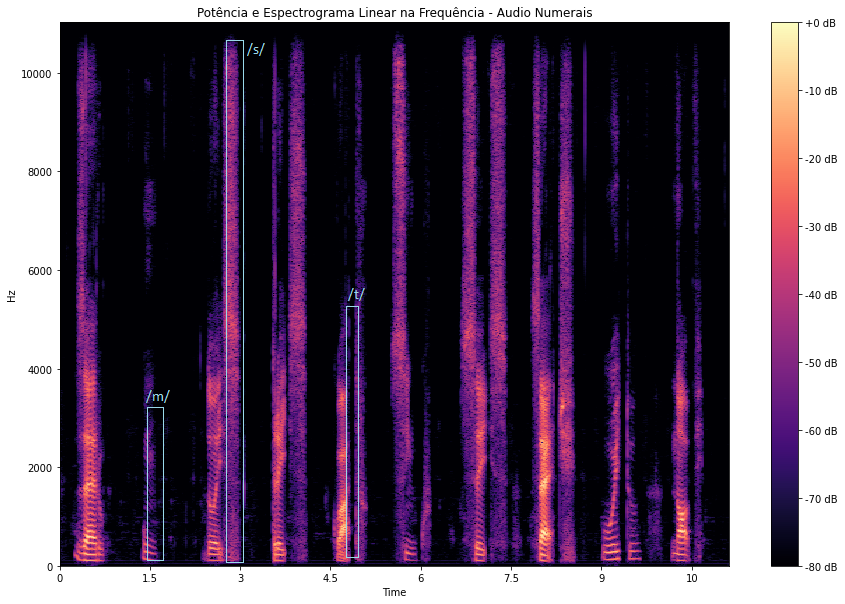 Potência e Espectrograma Linear na Frequência - Audio Numerais
+0 dB
10000
/s/
-10 dB
8000
-20 dB
-30 dB
6000
Hz
/t/
-40 dB
4000
/m/
-50 dB
2000
-60 dB
-70 dB
0
-80 dB
0
1.5
3
4.5
6
7.5
9
10
Time